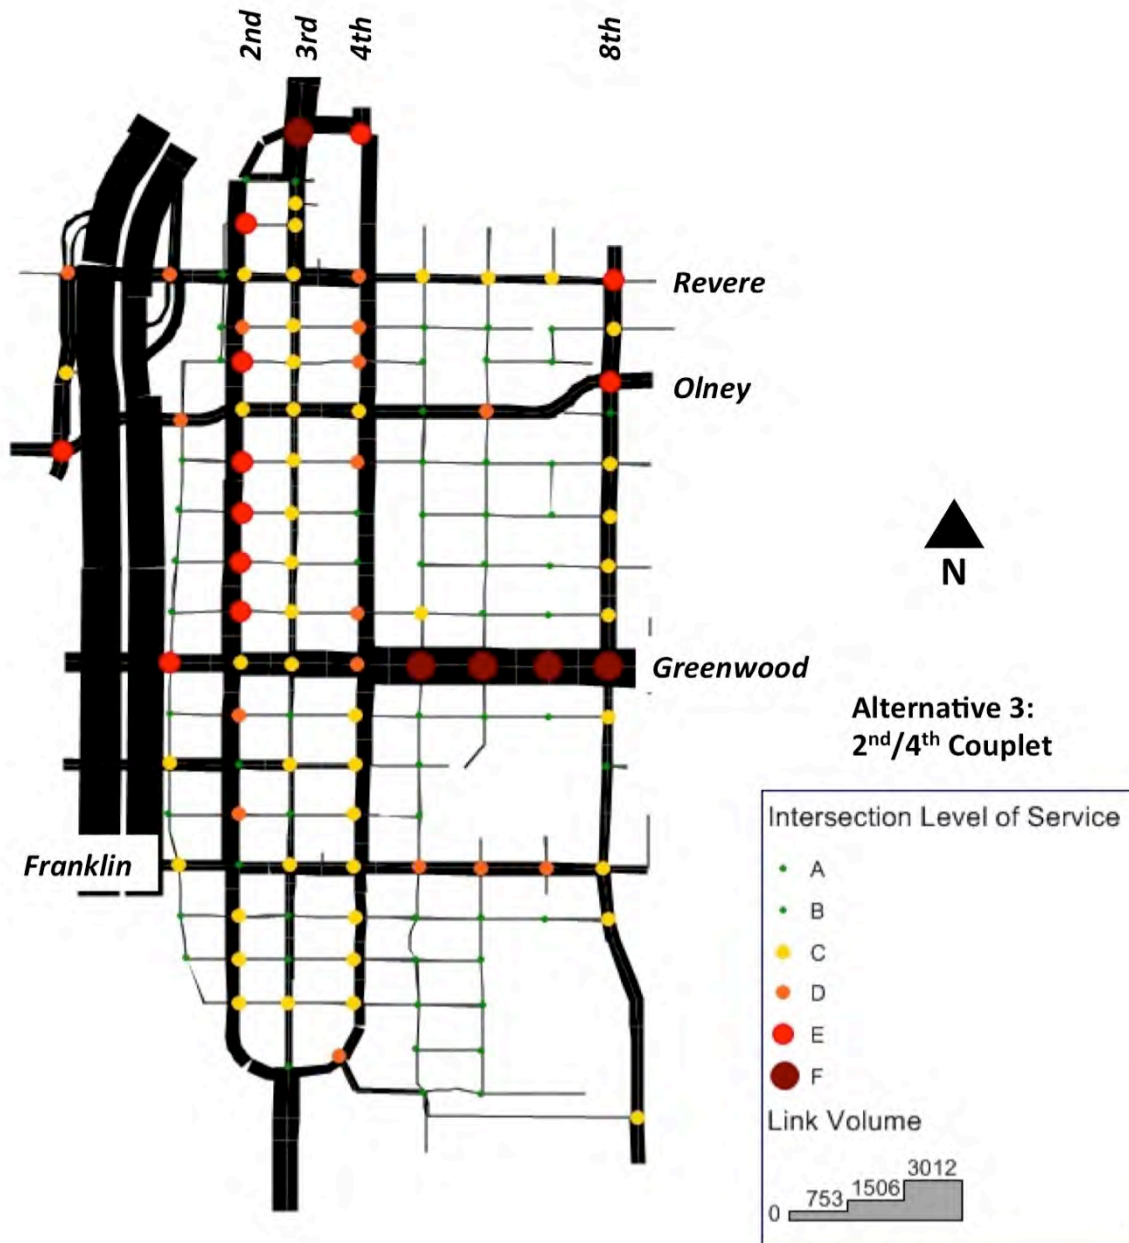 2nd
3rd
4th
8th
Revere
Olney
N
Greenwood
Alternative 3:
2nd/4th Couplet
Franklin
Intersection Level of Service
A
B
C
D
E
F
Link Volume
0 753 1506 3012